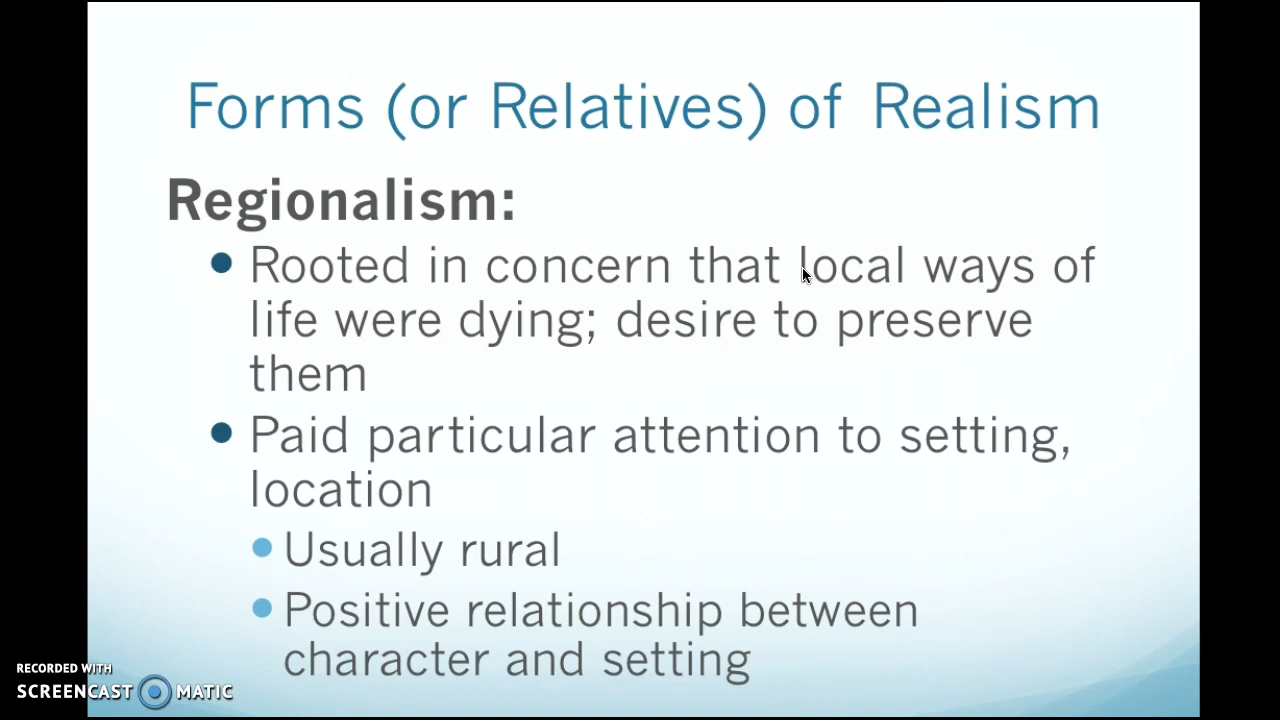 Forms (or Relatives) of Realism
Regionalism:
• Rooted in concern that local ways of
life were dying; desire to preserve
them
• Paid particular attention to setting,
location
• Usually rural
• Positive relationship between
character and setting
RECORDED WITH
SCREENCAST MATIC